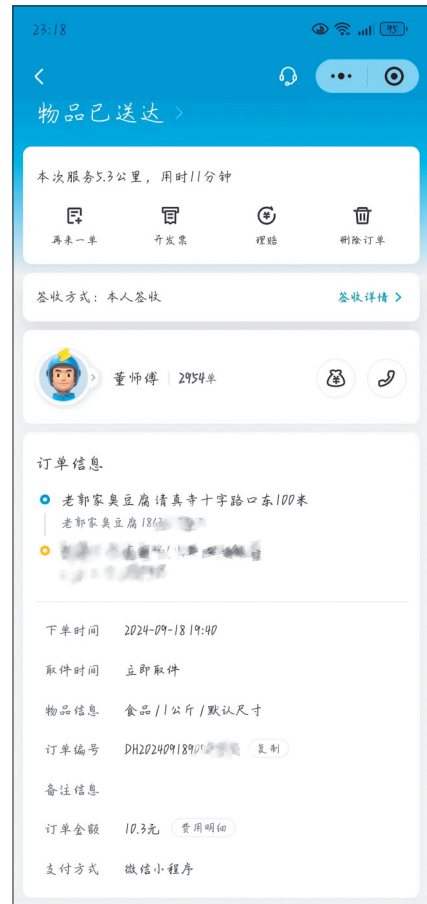 23:18
95
物品已送达 >
本次服务5.3公里，用时11分钟
再来一单 开发票 理赔 删除订单
签收方式：本人签收 签收详情 >
董师傅 | 2954单
订单信息
老郭家臭豆腐清真寺十字路口东100米
老郭家臭豆腐 186
下单时间 2024-09-18 19:40
取件时间 立即取件
物品信息 食品/1公斤/默认尺寸
订单编号 DH2024091890 复制
备注信息
订单金额 10.3元 费用明细
支付方式 微信小程序